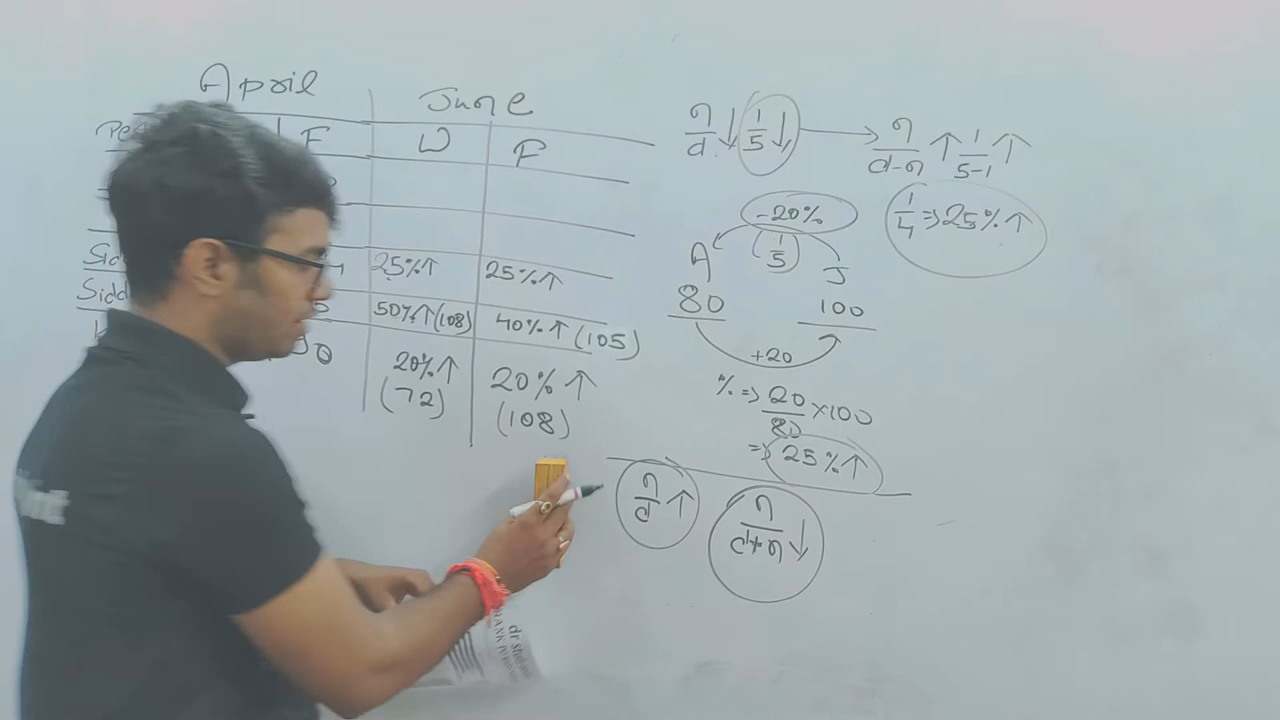 April
June
F
W
F
25%↑
25%↑
50%↑(108)
40%↑(105)
20%↑
(72)
20%↑
(108)
n/d↓ 1/5↓ → n/d-n↑ 1/5-1↑
1/4 ⇒ 25%↑
-20%
(1/5)
A
J
80
100
+20
% ⇒ 20/80 ×100
⇒ 25%↑
n/d↑
n/d+n↓